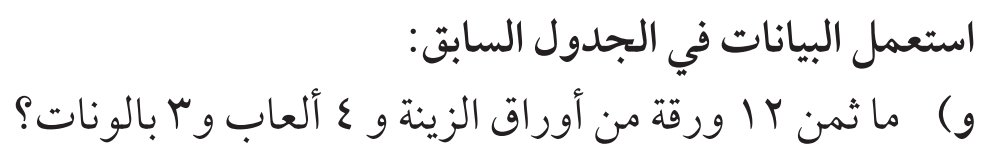 استعمل البيانات في الجدول السابق:
و) ما ثمن ١٢ ورقة من أوراق الزينة و ٤ ألعاب و٣ بالونات؟